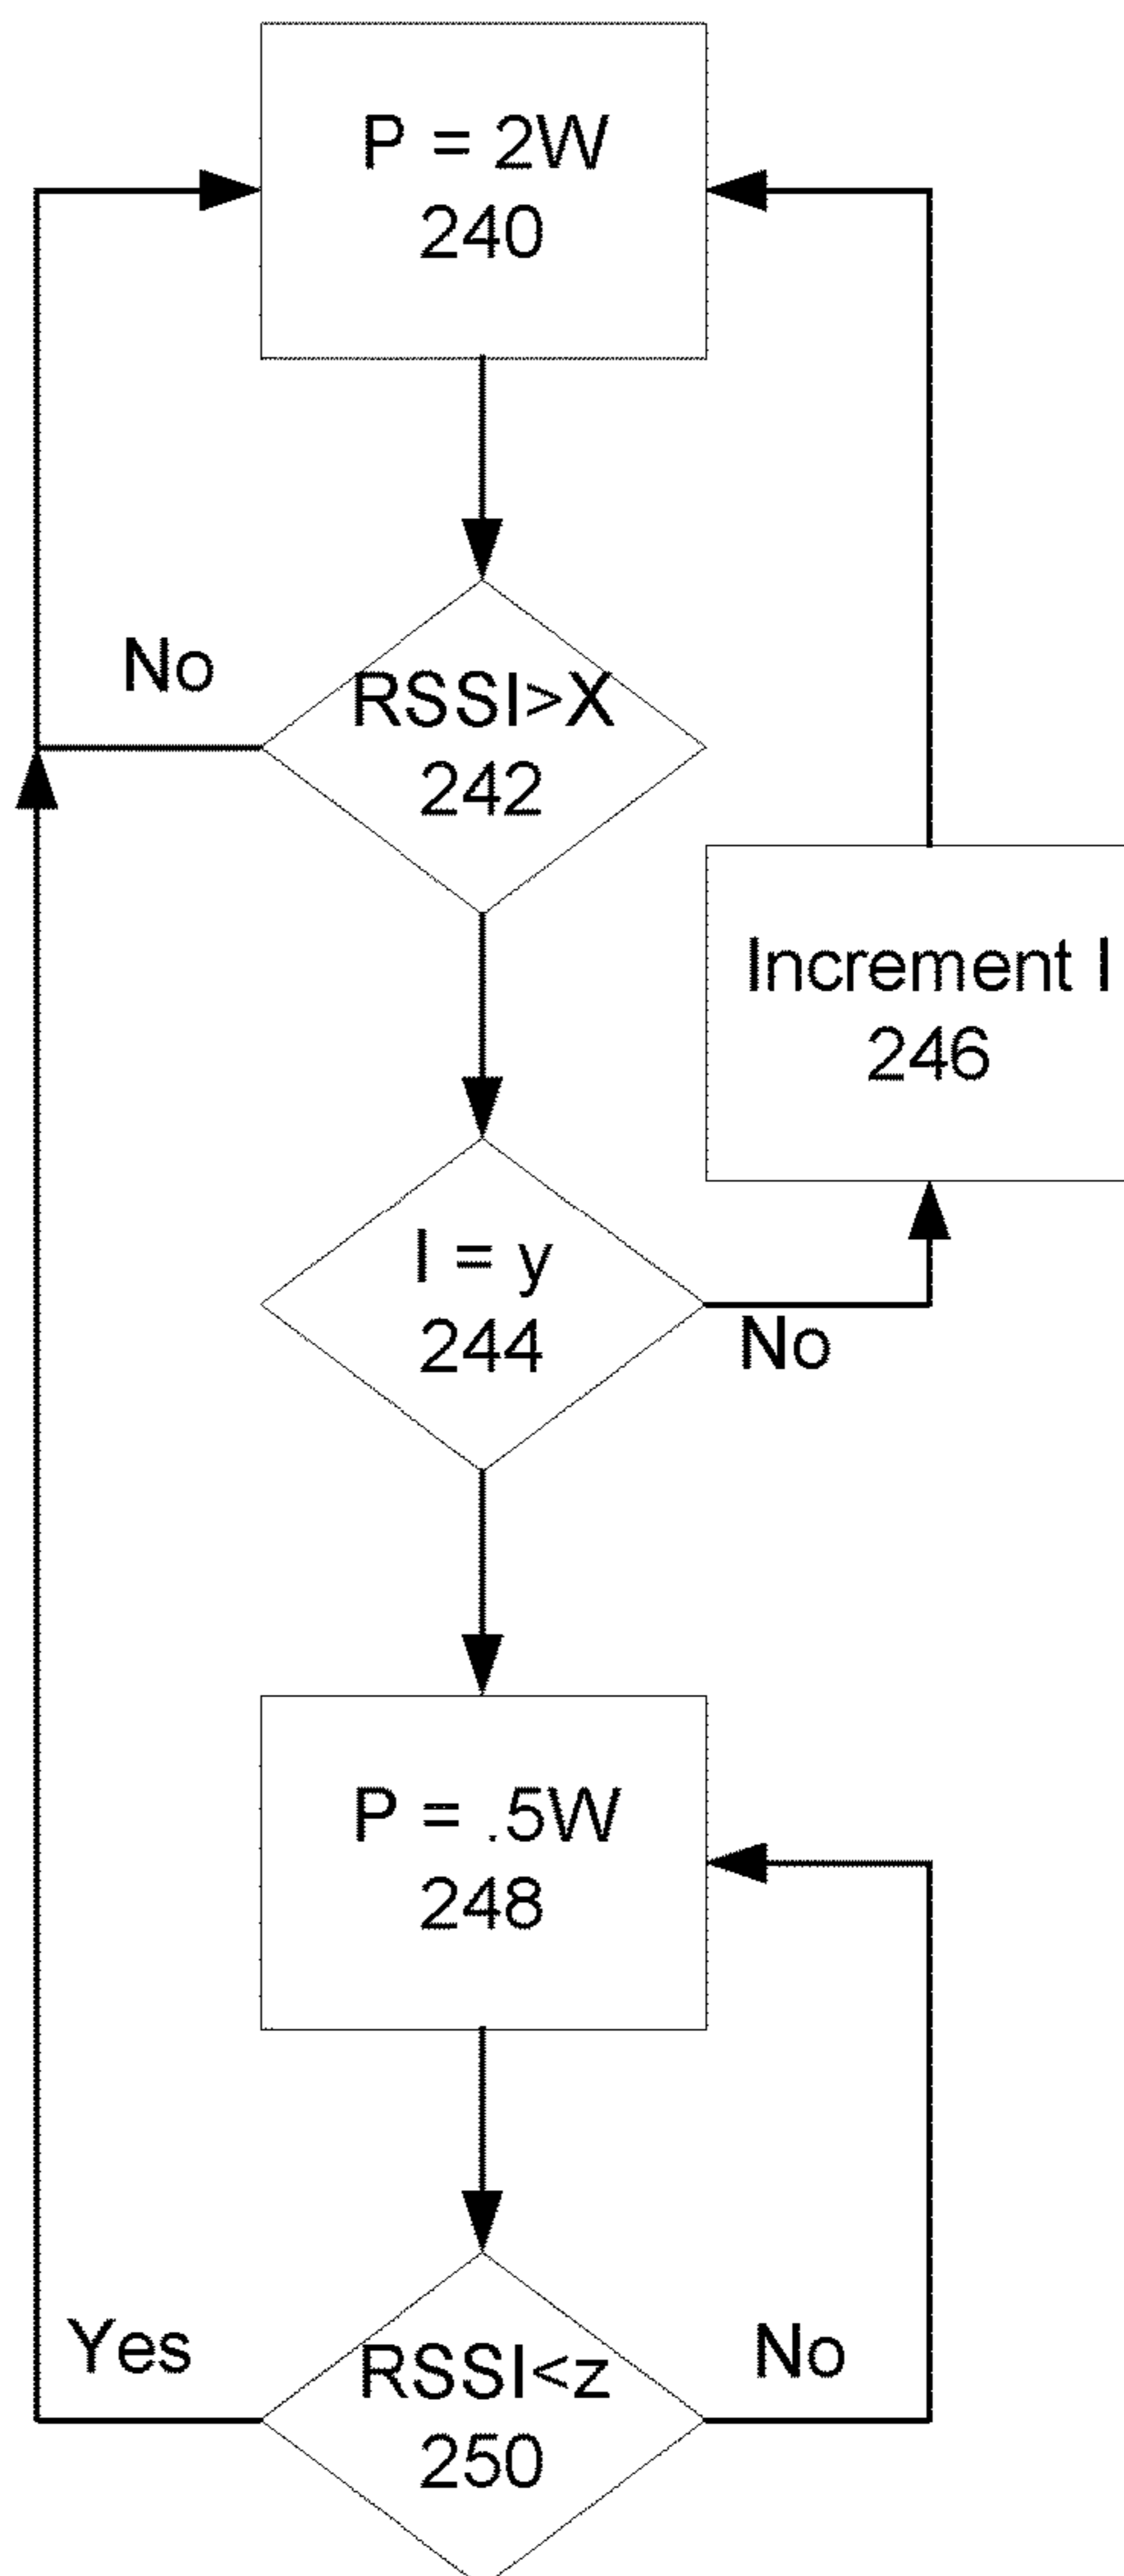 P = 2W
240
No
RSSI>X
242
Increment I
246
I = y
244
No
P = .5W
248
Yes
RSSI<z
250
No